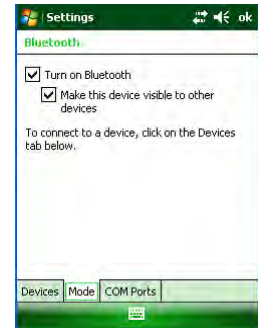 Settings ok
Bluetooth
Turn on Bluetooth
Make this device visible to other
devices
To connect to a device, click on the Devices
tab below.
Devices Mode COM Ports